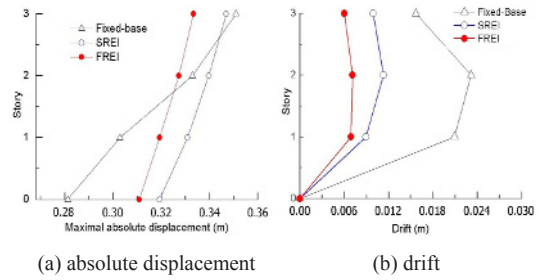 Fixed-base
SREI
FREI
3
2
1
0
Story
0.28 0.30 0.32 0.34 0.36
Maximal absolute displacement (m)
(a) absolute displacement
Fixed-Base
SREI
FREI
3
2
1
0
Story
0.000 0.006 0.012 0.018 0.024 0.030
Drift (m)
(b) drift